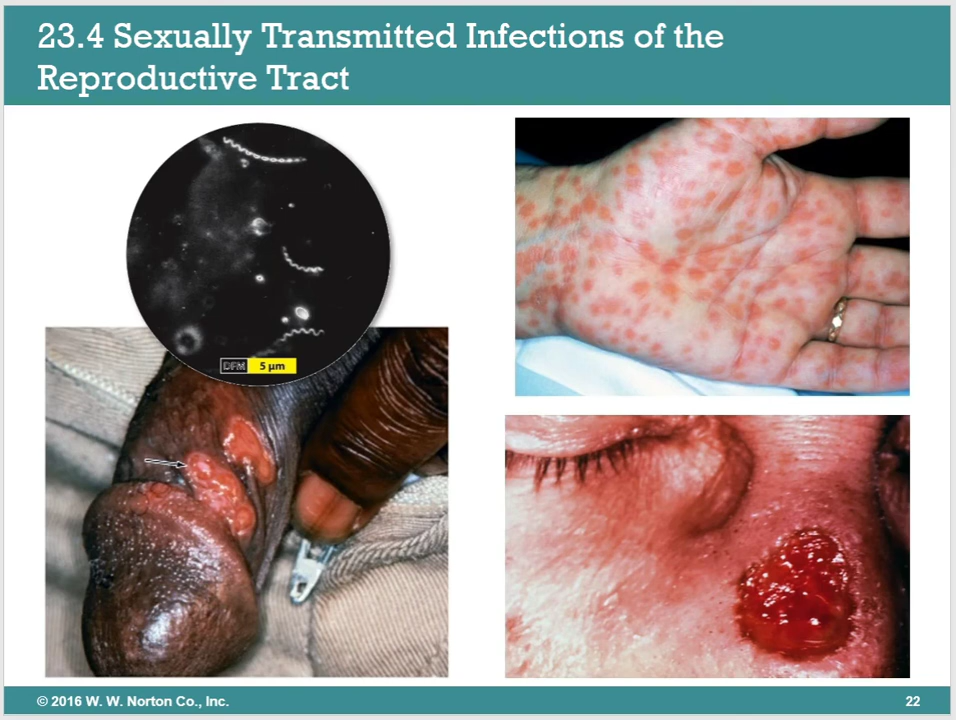 23.4 Sexually Transmitted Infections of the
Reproductive Tract
DFM 5 µm
© 2016 W. W. Norton Co., Inc.
22